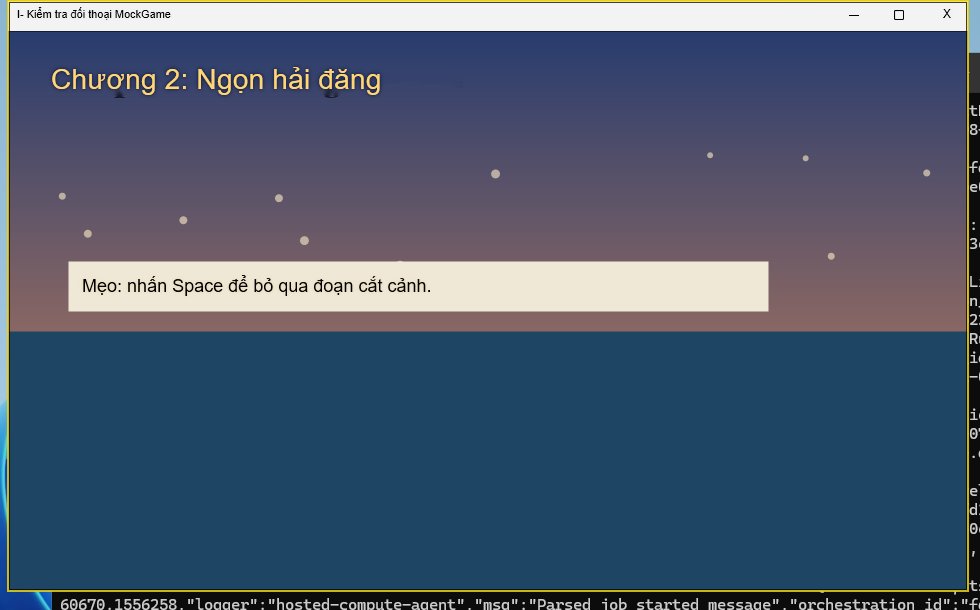 I- Kiểm tra đối thoại MockGame
X
Chương 2: Ngọn hải đăng
Mẹo: nhấn Space để bỏ qua đoạn cắt cảnh.
60670.1556258,"logger":"hosted-compute-agent","msg":"Parsed job started message","orchestration_id":"f